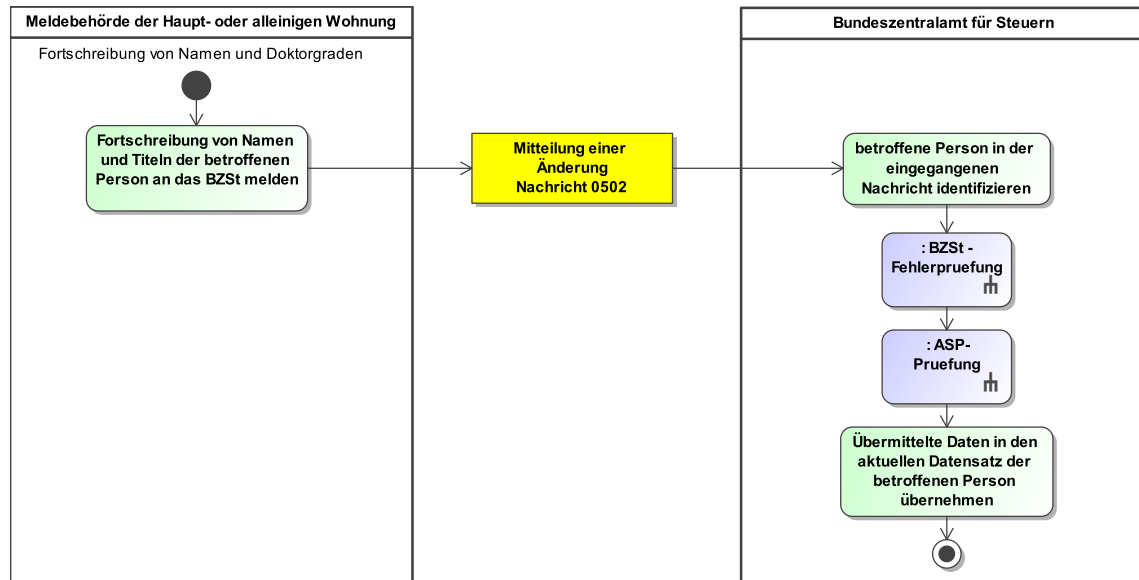 Meldebehörde der Haupt- oder alleinigen Wohnung
Fortschreibung von Namen und Doktorgraden
Fortschreibung von Namen
und Titeln der betroffenen
Person an das BZSt melden
Mitteilung einer
Änderung
Nachricht 0502
Bundeszentralamt für Steuern
betroffene Person in der
eingegangenen
Nachricht identifizieren
: BZSt -
Fehlerpruefung
: ASP-
Pruefung
Übermittelte Daten in den
aktuellen Datensatz der
betroffenen Person
übernehmen